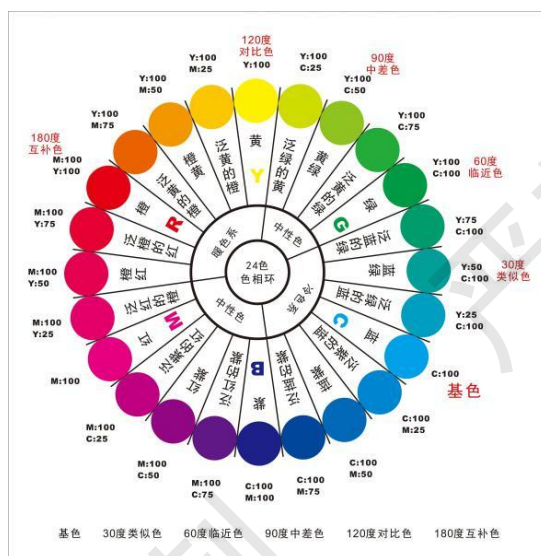 120度
对比色
Y:100
Y:100
C:25
90度
中差色
Y:100
C:50
Y:100
C:75
60度
临近色
Y:100
C:100
Y:75
C:100
30度
类似色
Y:50
C:100
Y:25
C:100
C:100
基色
C:100
M:25
C:100
M:50
C:100
M:75
C:100
M:100
M:100
C:75
M:100
C:50
M:100
C:25
M:100
M:100
Y:25
M:100
Y:50
M:100
Y:75
180度
互补色
M:100
Y:100
Y:100
M:75
Y:100
M:50
Y:100
M:25
黄
泛绿的黄
黄绿
泛黄的绿
绿
泛蓝的绿
蓝绿
泛绿的蓝
蓝
泛紫的蓝
蓝紫
泛蓝的紫
紫
泛红的紫
红紫
泛紫的红
红
泛红的橙
橙红
泛橙的红
橙
泛黄的橙
橙黄
泛黄的橙
Y
G
C
B
M
R
暖色系
中性色
冷色系
中性色
24色
色相环
基色 30度类似色 60度临近色 90度中差色 120度对比色 180度互补色